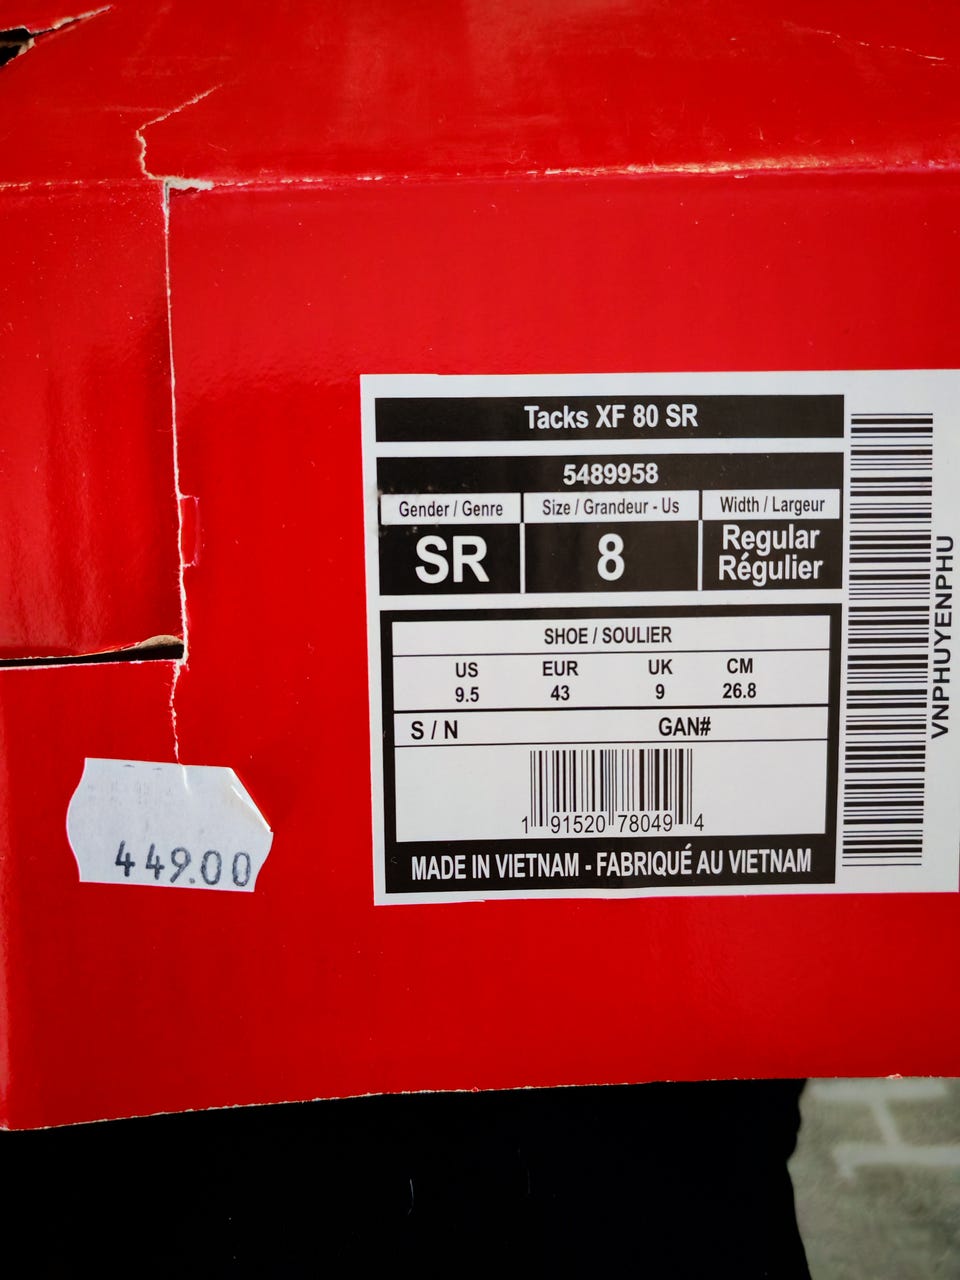 Tacks XF 80 SR
5489958
Gender / Genre Size / Grandeur - Us Width / Largeur
SR 8 Regular
Régulier
SHOE / SOULIER
US EUR UK CM
9.5 43 9 26.8
S / N GAN#
1 91520 78049 4
MADE IN VIETNAM - FABRIQUÉ AU VIETNAM
VNPHUYENPHU
449.00